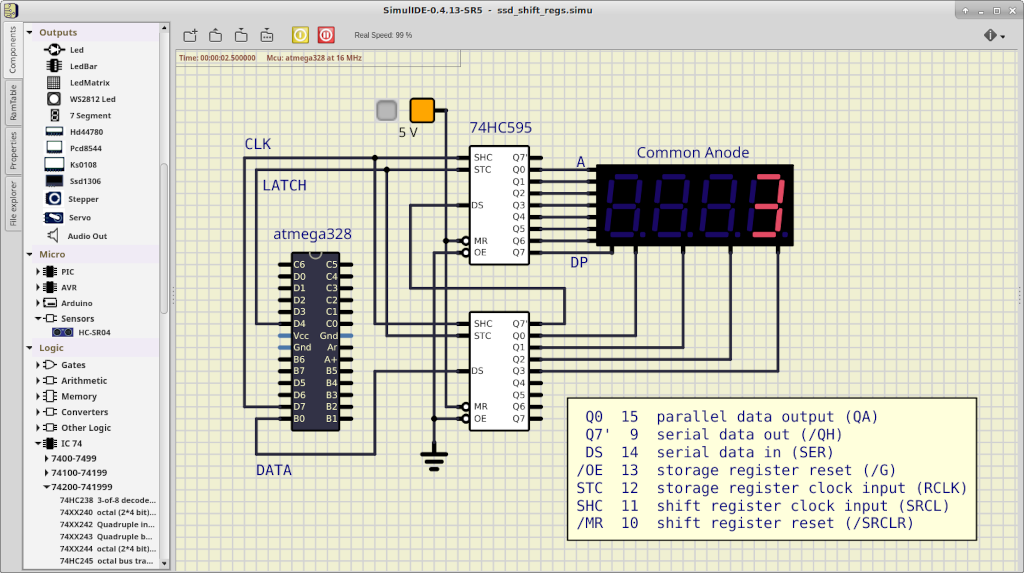 SimulIDE-0.4.13-SR5 - ssd_shift_regs.simu
Components
RamTable
Properties
File explorer
Outputs
Led
LedBar
LedMatrix
WS2812 Led
7 Segment
Hd44780
Pcd8544
Ks0108
Ssd1306
Stepper
Servo
Audio Out
Micro
PIC
AVR
Arduino
Sensors
HC-SR04
Logic
Gates
Arithmetic
Memory
Converters
Other Logic
IC 74
7400-7499
74100-74199
74200-741999
74HC238 3-of-8 decode...
74XX240 octal (2*4 bit)...
74XX242 Quadruple in...
74XX243 Quadruple b...
74XX244 octal (2*4 bit)...
74HC245 octal bus tra...
Real Speed: 99 %
Time: 00:00:02.500000 Mcu: atmega328 at 16 MHz
5 V
CLK
LATCH
atmega328
C6 C5
D0 C4
D1 C3
D2 C2
D3 C1
D4 C0
Vcc Gnd
Gnd Ar
B6 A+
B7 B5
D5 B4
D6 B3
D7 B2
B0 B1
DATA
74HC595
SHC Q7'
STC Q0
Q1
Q2
DS Q3
Q4
Q5
MR Q6
OE Q7
SHC Q7'
STC Q0
Q1
Q2
DS Q3
Q4
Q5
MR Q6
OE Q7
A
DP
Common Anode
3
Q0 15 parallel data output (QA)
Q7' 9 serial data out (/QH)
DS 14 serial data in (SER)
/OE 13 storage register reset (/G)
STC 12 storage register clock input (RCLK)
SHC 11 shift register clock input (SRCL)
/MR 10 shift register reset (/SRCLR)